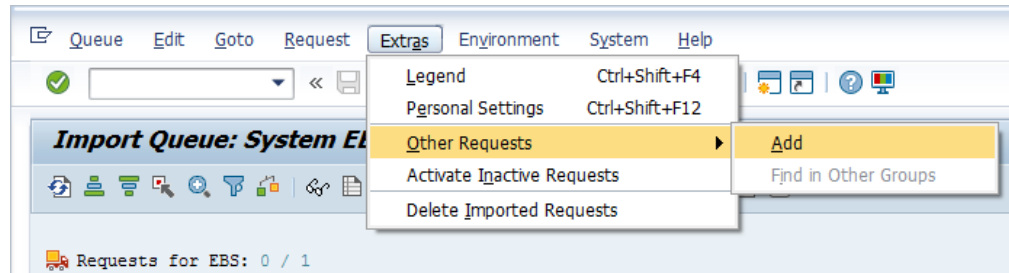 Queue Edit Goto Request Extras Environment System Help
Legend Ctrl+Shift+F4
Personal Settings Ctrl+Shift+F12
Import Queue: System EB
Other Requests Add
Activate Inactive Requests Find in Other Groups
Delete Imported Requests
Requests for EBS: 0 / 1